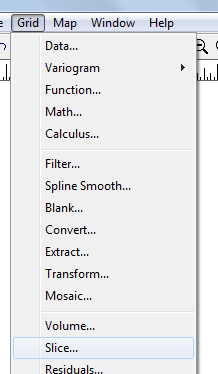 Grid Map Window Help
Data...
Variogram
Function...
Math...
Calculus...
Filter...
Spline Smooth...
Blank...
Convert...
Extract...
Transform...
Mosaic...
Volume...
Slice...
Residuals...